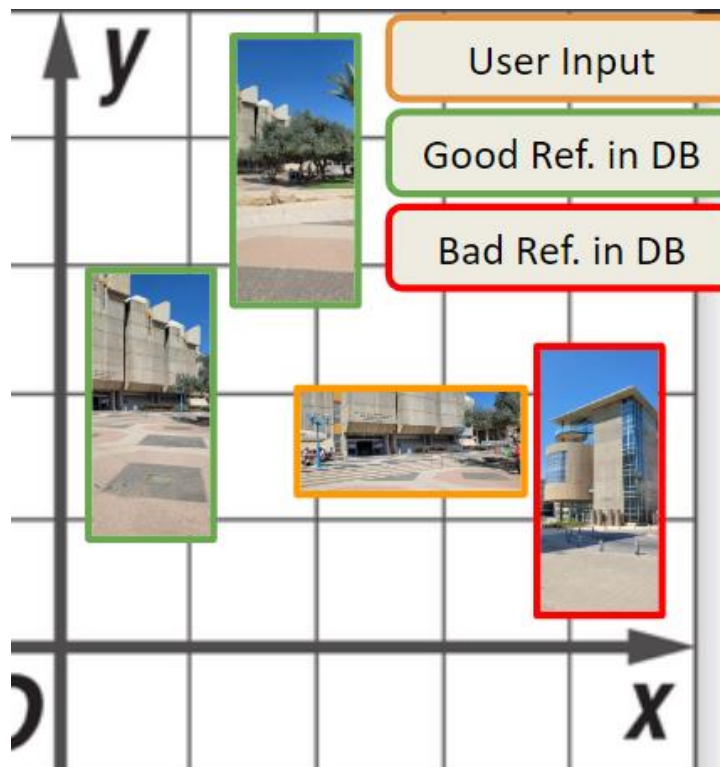 y
User Input
Good Ref. in DB
Bad Ref. in DB
O
x